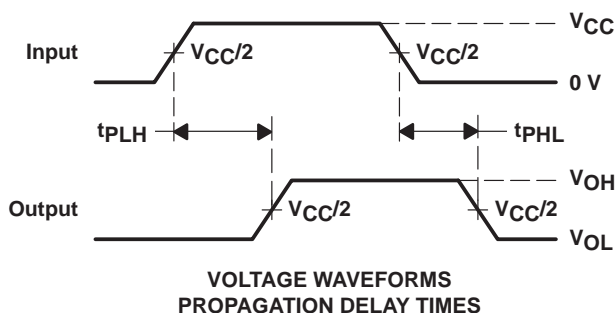 VCC
Input
VCC/2
VCC/2
0 V
tPLH
tPHL
VOH
Output
VCC/2
VCC/2
VOL
VOLTAGE WAVEFORMS
PROPAGATION DELAY TIMES